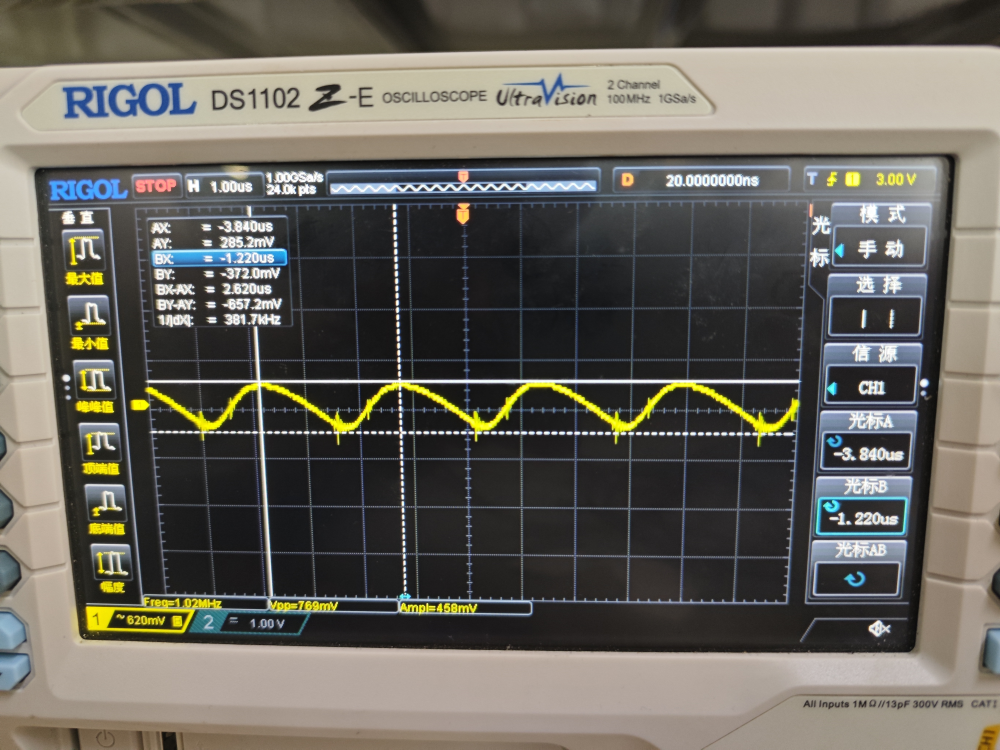 RIGOL DS1102 Z-E OSCILLOSCOPE UltraVision 2 Channel
100MHz 1GSa/s
RIGOL STOP H 1.00us 1.00GSa/s
24.0k pts
D 20.0000000ns T 1 3.00 V
垂直
最大值
最小值
峰峰值
顶端值
底端值
幅度
AX: = -3.840us
AY: = 285.2mV
BX: = -1.220us
BY: = -372.0mV
BX-AX: = 2.620us
BY-AY: = -657.2mV
1/|dX|: = 381.7kHz
光标
模式
手动
选择
信源
CH1
光标A
-3.840us
光标B
-1.220us
光标AB
Freq=1.02MHz Vpp=769mV Ampl=458mV
1 ~ 620mV B 2 = 1.00 V
All Inputs 1MΩ//13pF 300V RMS CATI